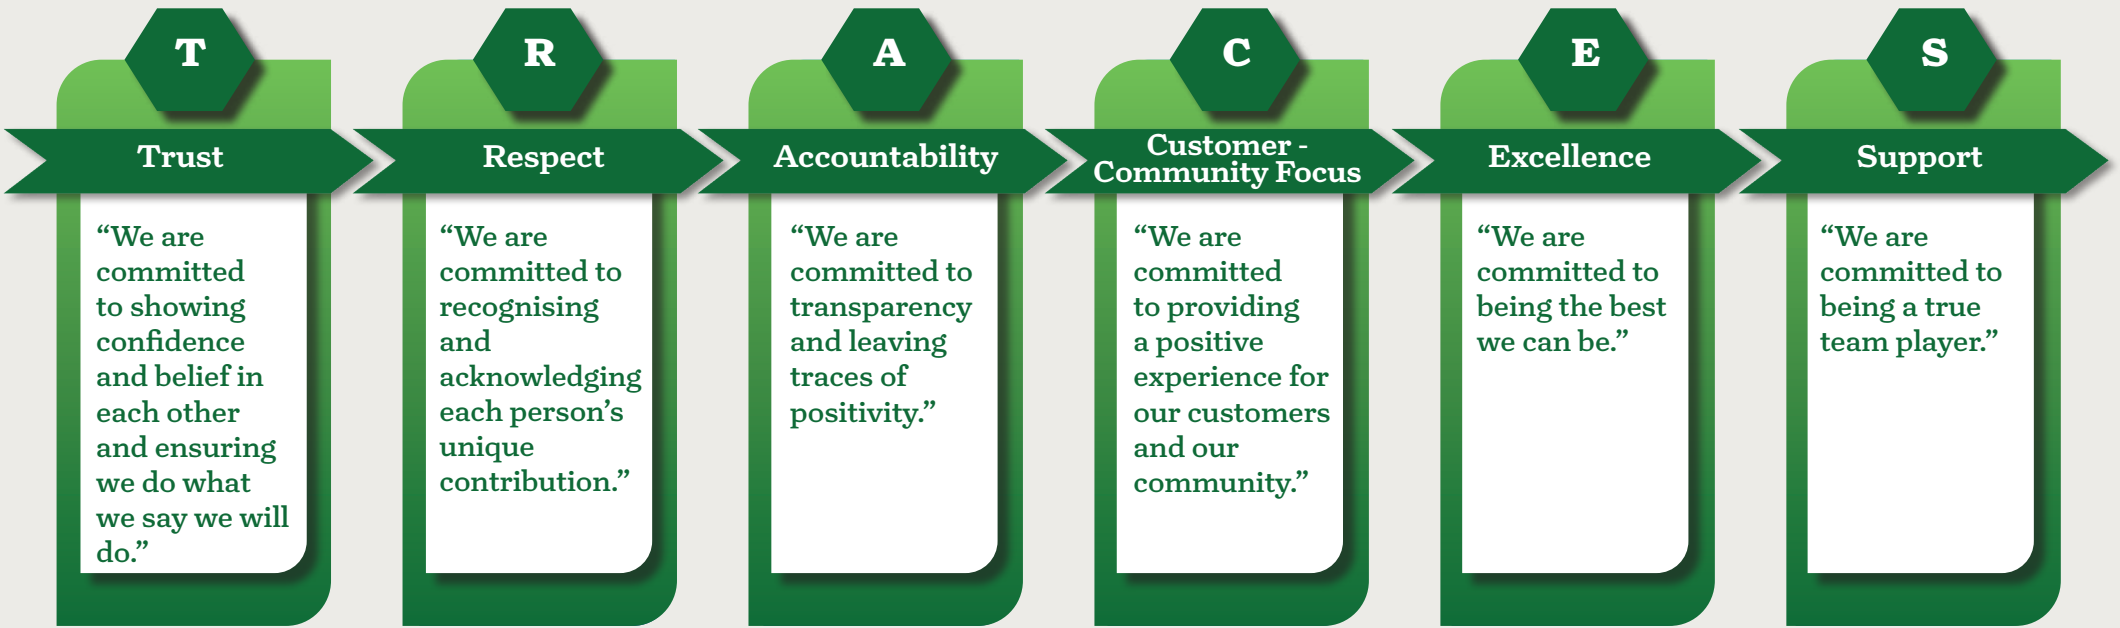 T
Trust
“We are
committed
to showing
confidence
and belief in
each other
and ensuring
we do what
we say we will
do.”
R
Respect
“We are
committed to
recognising
and
acknowledging
each person’s
unique
contribution.”
A
Accountability
“We are
committed to
transparency
and leaving
traces of
positivity.”
C
Customer -
Community Focus
“We are
committed
to providing
a positive
experience for
our customers
and our
community.”
E
Excellence
“We are
committed to
being the best
we can be.”
S
Support
“We are
committed to
being a true
team player.”